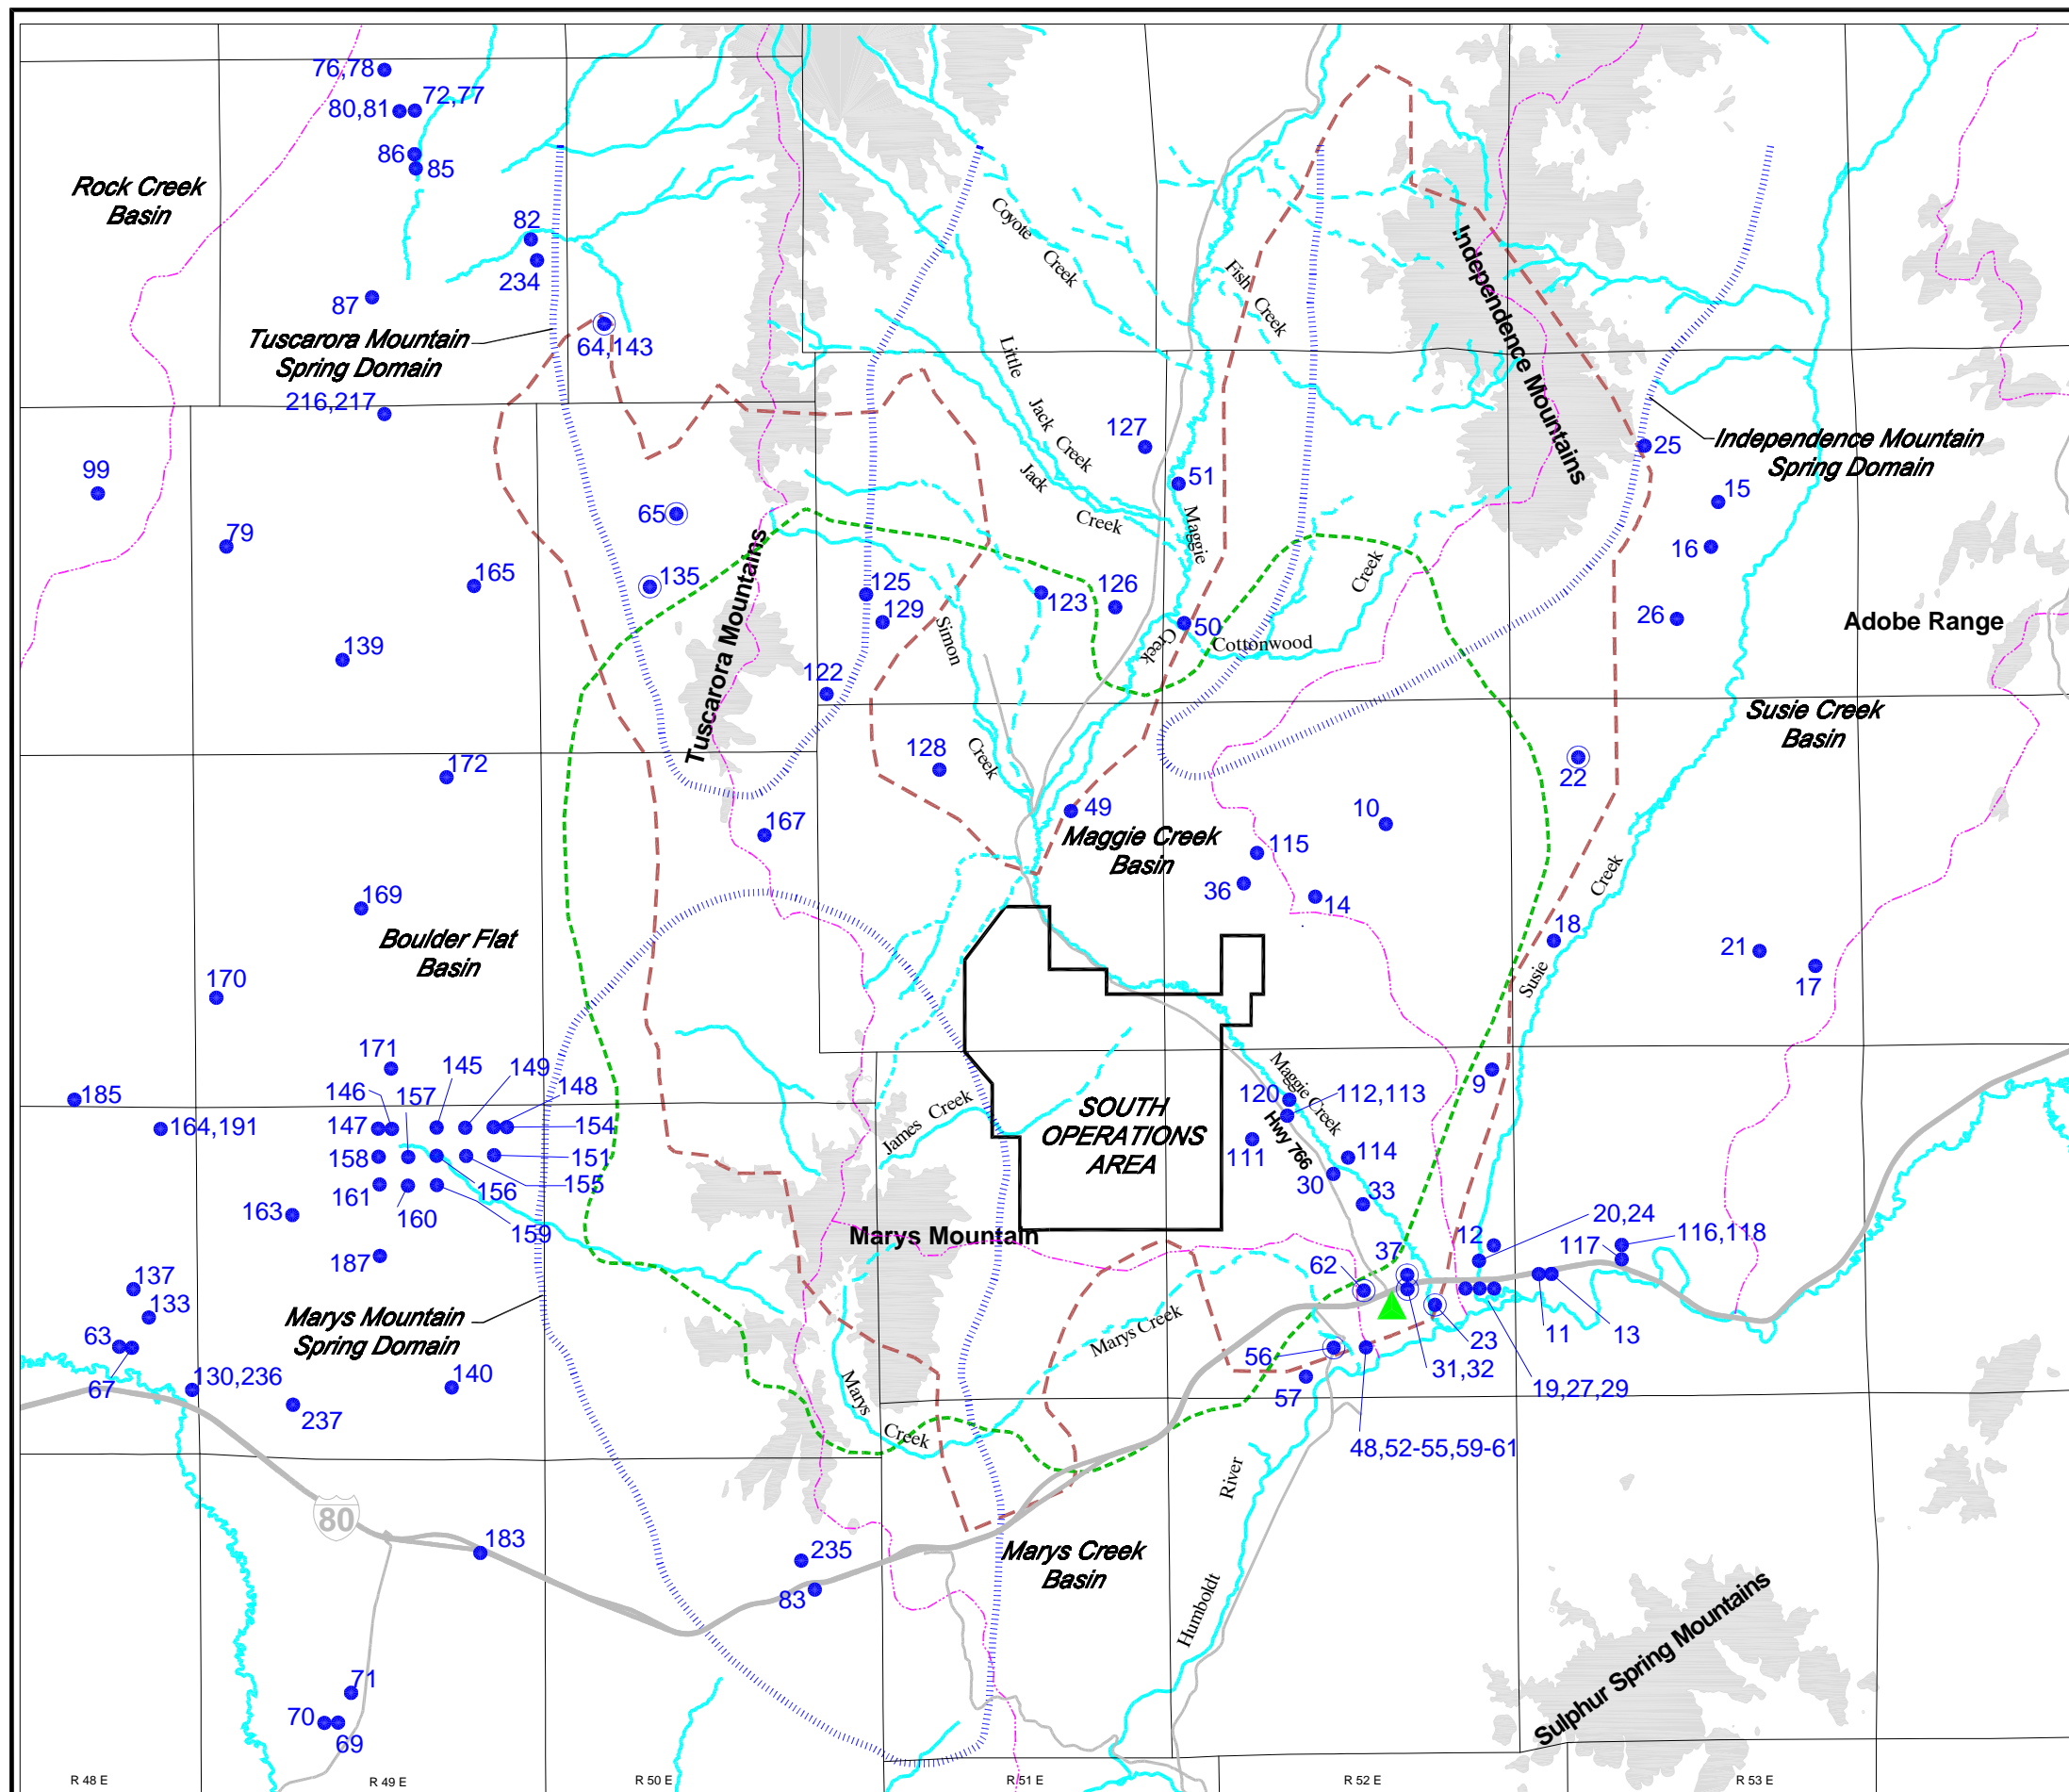 76,78
72,77
80,81
86
85
Rock Creek
Basin
82
234
87
Tuscarora Mountain
Spring Domain
64,143
216,217
Coyote
Creek
Fish
Creek
Independence Mountains
Little
Jack
Creek
Jack
Creek
127
51
Maggie
Creek
25
Independence Mountain
Spring Domain
15
16
26
Adobe Range
99
79
65
165
135
139
Tuscarora Mountains
125
129
123
126
50
Cottonwood
Creek
Simon
Creek
122
Susie Creek
Basin
172
128
167
49
Maggie Creek
Basin
10
22
115
36
14
169
Boulder Flat
Basin
170
18
Susie
Creek
21
17
171
185
146
157
145
149
148
164,191
147
154
158
151
161
156
155
160
159
163
187
James
Creek
SOUTH
OPERATIONS
AREA
Maggie
Creek
120
112,113
Hwy 766
111
114
30
33
9
Marys Mountain
12
20,24
116,118
117
37
62
137
133
Marys Mountain
Spring Domain
63
67
130,236
140
237
Marys Creek
56
57
23
31,32
11
13
19,27,29
48,52-55,59-61
Marys
Creek
80
183
235
83
Marys Creek
Basin
River
Humboldt
Sulphur Spring Mountains
71
70
69
R 48 E
R 49 E
R 50 E
R 51 E
R 52 E
R 53 E